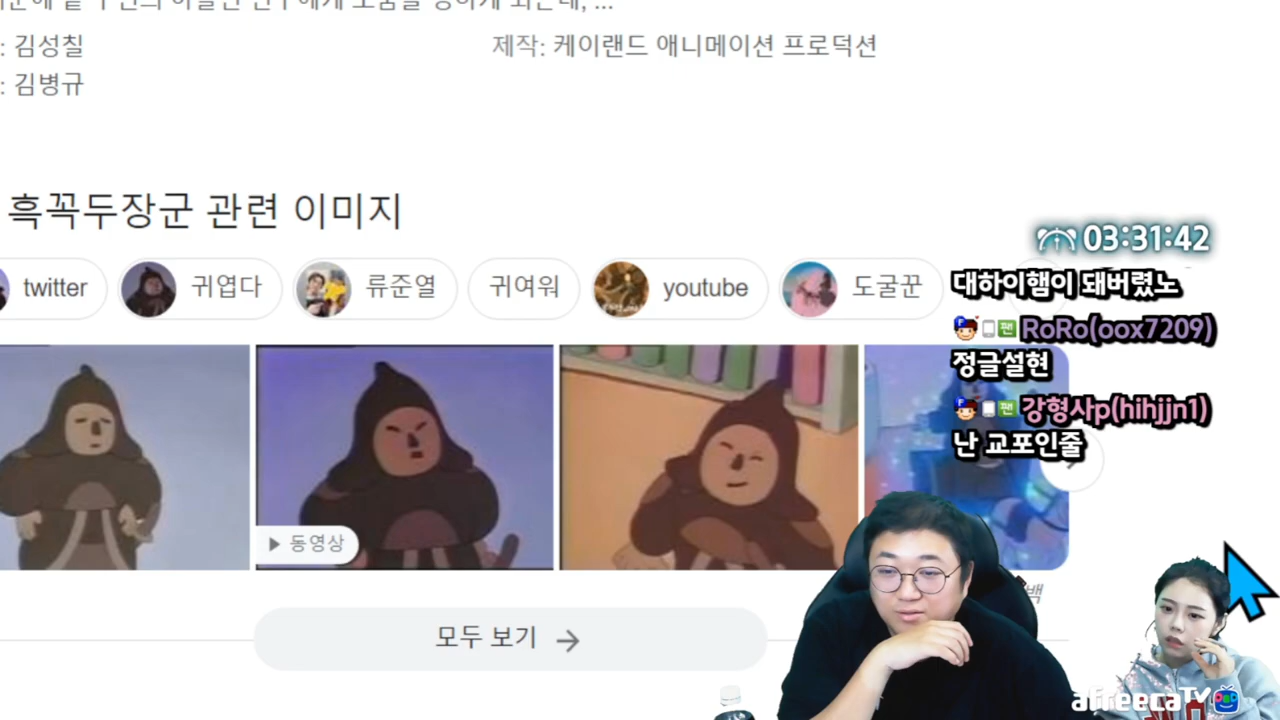 : 김성칠
제작: 케이랜드 애니메이션 프로덕션
: 김병규
흑꼭두장군 관련 이미지
twitter
귀엽다
류준열
귀여워
youtube
도굴꾼
동영상
모두 보기
03:31:42
대하이햄이 돼버렸노
팬 RoRo(oox7209)
정글설현
팬 강형사p(hihjjn1)
난 교포인줄
afreecaTV